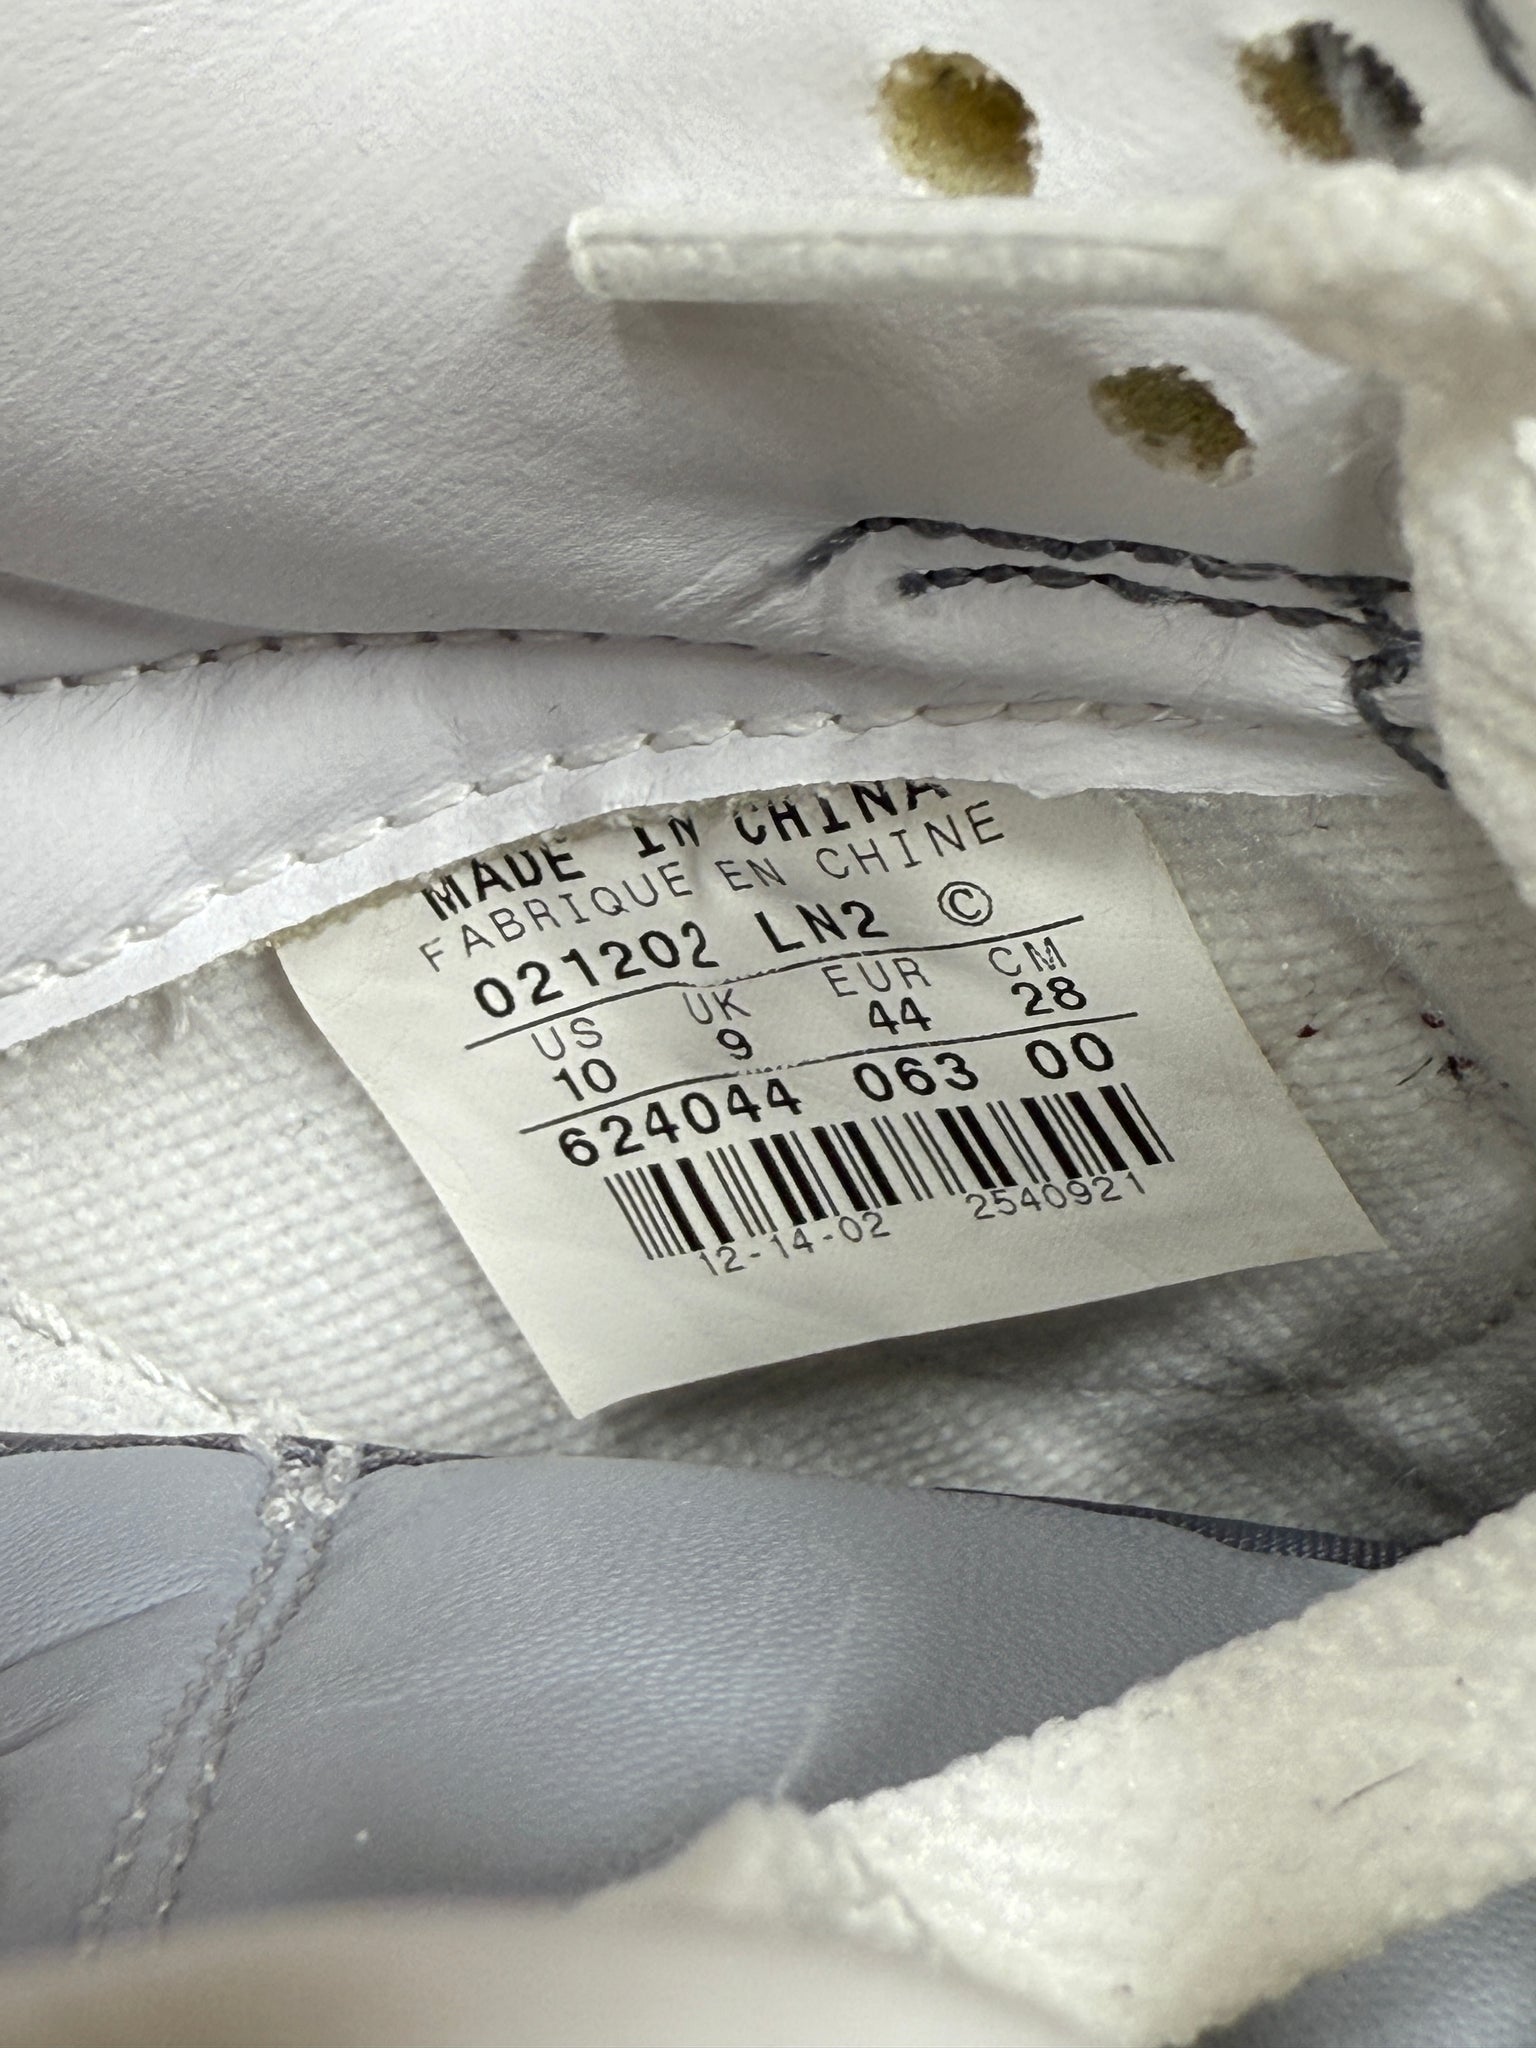 MADE IN CHINA
FABRIQUE EN CHINE
021202 LN2 ©
US UK EUR CM
10 9 44 28
624044 063 00
12-14-02 2540921